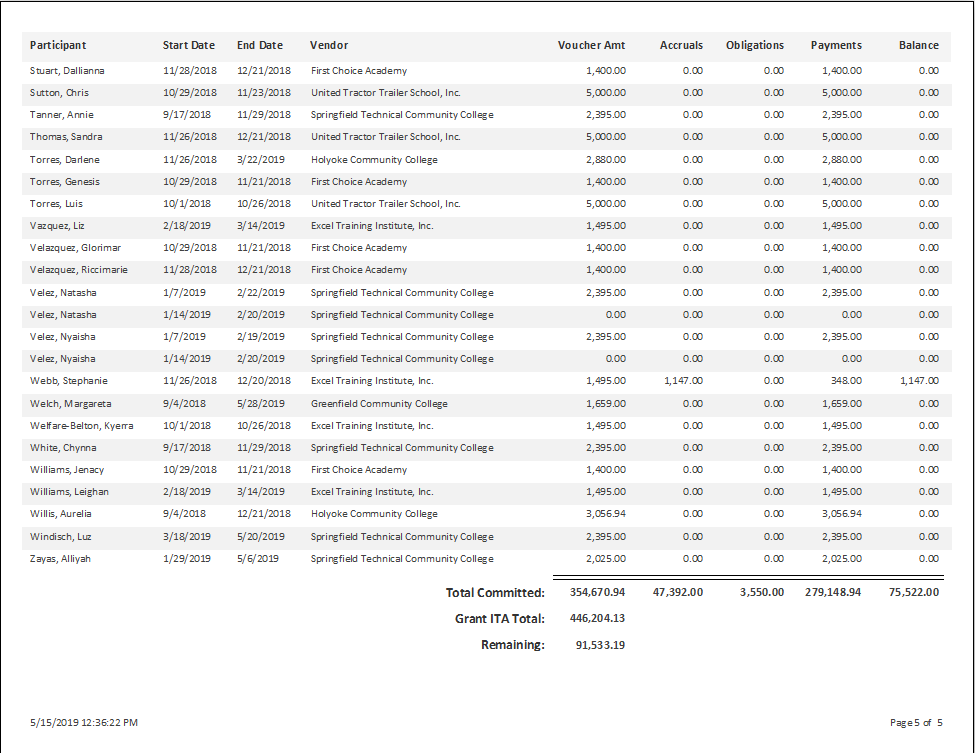 Participant Start Date End Date Vendor Voucher Amt Accruals Obligations Payments Balance
Stuart, Dallianna 11/28/2018 12/21/2018 First Choice Academy 1,400.00 0.00 0.00 1,400.00 0.00
Sutton, Chris 10/29/2018 11/23/2018 United Tractor Trailer School, Inc. 5,000.00 0.00 0.00 5,000.00 0.00
Tanner, Annie 9/17/2018 11/29/2018 Springfield Technical Community College 2,395.00 0.00 0.00 2,395.00 0.00
Thomas, Sandra 11/26/2018 12/21/2018 United Tractor Trailer School, Inc. 5,000.00 0.00 0.00 5,000.00 0.00
Torres, Darlene 11/26/2018 3/22/2019 Holyoke Community College 2,880.00 0.00 0.00 2,880.00 0.00
Torres, Genesis 10/29/2018 11/21/2018 First Choice Academy 1,400.00 0.00 0.00 1,400.00 0.00
Torres, Luis 10/1/2018 10/26/2018 United Tractor Trailer School, Inc. 5,000.00 0.00 0.00 5,000.00 0.00
Vazquez, Liz 2/18/2019 3/14/2019 Excel Training Institute, Inc. 1,495.00 0.00 0.00 1,495.00 0.00
Velazquez, Glorimar 10/29/2018 11/21/2018 First Choice Academy 1,400.00 0.00 0.00 1,400.00 0.00
Velazquez, Riccimarie 11/28/2018 12/21/2018 First Choice Academy 1,400.00 0.00 0.00 1,400.00 0.00
Velez, Natasha 1/7/2019 2/22/2019 Springfield Technical Community College 2,395.00 0.00 0.00 2,395.00 0.00
Velez, Natasha 1/14/2019 2/20/2019 Springfield Technical Community College 0.00 0.00 0.00 0.00 0.00
Velez, Nyaisha 1/7/2019 2/19/2019 Springfield Technical Community College 2,395.00 0.00 0.00 2,395.00 0.00
Velez, Nyaisha 1/14/2019 2/20/2019 Springfield Technical Community College 0.00 0.00 0.00 0.00 0.00
Webb, Stephanie 11/26/2018 12/20/2018 Excel Training Institute, Inc. 1,495.00 1,147.00 0.00 348.00 1,147.00
Welch, Margareta 9/4/2018 5/28/2019 Greenfield Community College 1,659.00 0.00 0.00 1,659.00 0.00
Welfare-Belton, Kyerra 10/1/2018 10/26/2018 Excel Training Institute, Inc. 1,495.00 0.00 0.00 1,495.00 0.00
White, Chynna 9/17/2018 11/29/2018 Springfield Technical Community College 2,395.00 0.00 0.00 2,395.00 0.00
Williams, Jenacy 10/29/2018 11/21/2018 First Choice Academy 1,400.00 0.00 0.00 1,400.00 0.00
Williams, Leighan 2/18/2019 3/14/2019 Excel Training Institute, Inc. 1,495.00 0.00 0.00 1,495.00 0.00
Willis, Aurelia 9/4/2018 12/21/2018 Holyoke Community College 3,056.94 0.00 0.00 3,056.94 0.00
Windisch, Luz 3/18/2019 5/20/2019 Springfield Technical Community College 2,395.00 0.00 0.00 2,395.00 0.00
Zayas, Alliyah 1/29/2019 5/6/2019 Springfield Technical Community College 2,025.00 0.00 0.00 2,025.00 0.00
Total Committed: 354,670.94 47,392.00 3,550.00 279,148.94 75,522.00
Grant ITA Total: 446,204.13
Remaining: 91,533.19
5/15/2019 12:36:22 PM Page 5 of 5